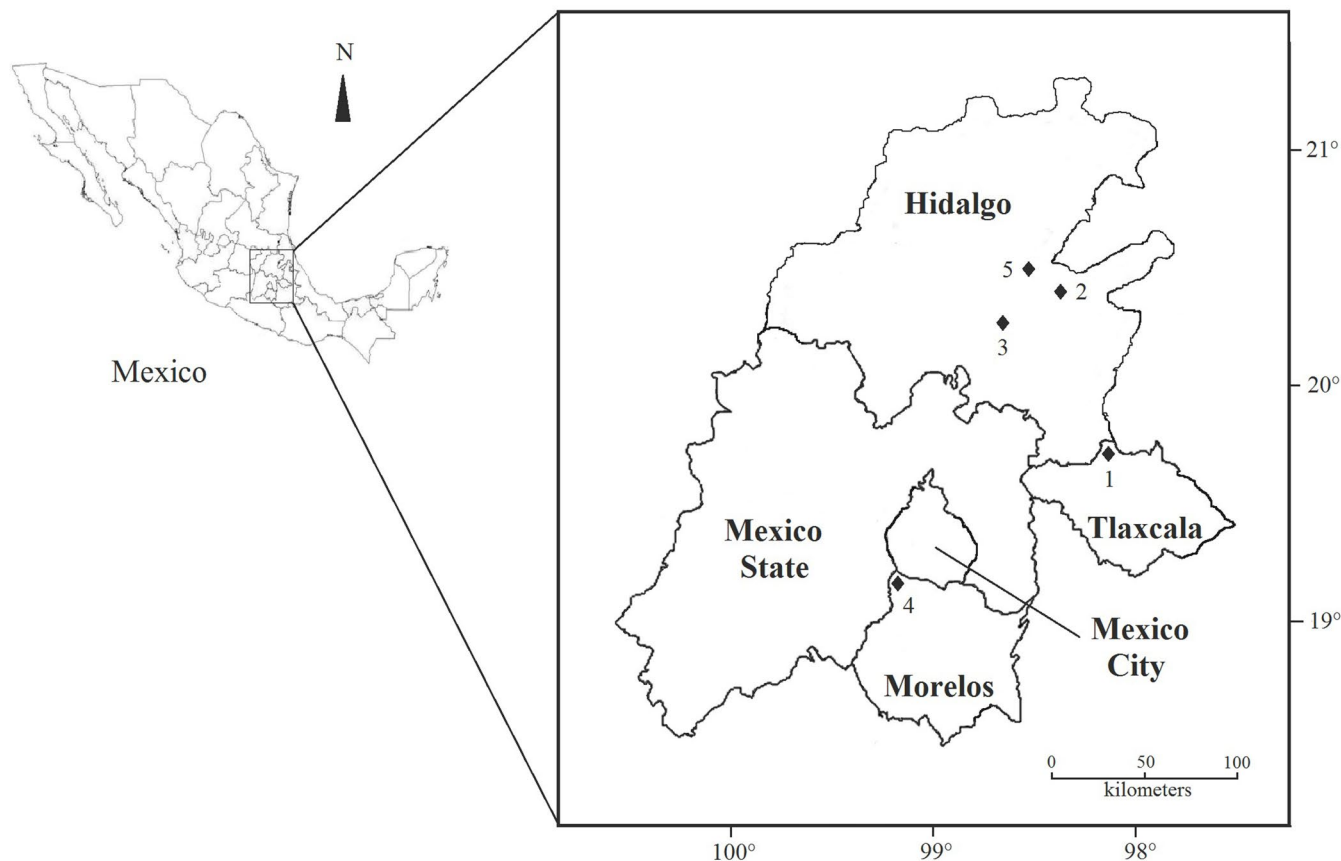 N
Mexico
Hidalgo
5
2
3
1
Tlaxcala
Mexico
State
4
Mexico
City
Morelos
0 50 100
kilometers
21°
20°
19°
100° 99° 98°